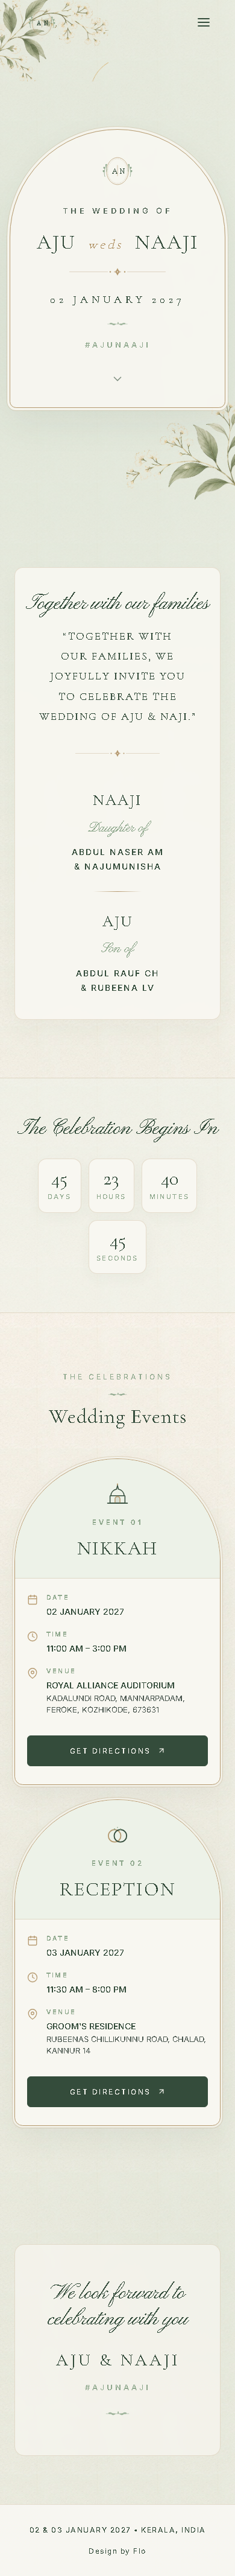 AN
AN
THE WEDDING OF
AJU weds NAAJI
02 JANUARY 2027
#AJUNAAJI
Together with our families
“TOGETHER WITH
OUR FAMILIES, WE
JOYFULLY INVITE YOU
TO CELEBRATE THE
WEDDING OF AJU & NAJI.”
NAAJI
Daughter of
ABDUL NASER AM
& NAJUMUNISHA
AJU
Son of
ABDUL RAUF CH
& RUBEENA LV
The Celebration Begins In
45 23 40
DAYS HOURS MINUTES
45
SECONDS
THE CELEBRATIONS
Wedding Events
EVENT 01
NIKKAH
DATE
02 JANUARY 2027
TIME
11:00 AM – 3:00 PM
VENUE
ROYAL ALLIANCE AUDITORIUM
KADALUNDI ROAD, MANNARPADAM,
FEROKE, KOZHIKODE, 673631
GET DIRECTIONS
EVENT 02
RECEPTION
DATE
03 JANUARY 2027
TIME
11:30 AM – 8:00 PM
VENUE
GROOM'S RESIDENCE
RUBEENAS CHILLIKUNNU ROAD, CHALAD,
KANNUR 14
GET DIRECTIONS
We look forward to
celebrating with you
AJU & NAAJI
#AJUNAAJI
02 & 03 JANUARY 2027 • KERALA, INDIA
Design by Flo